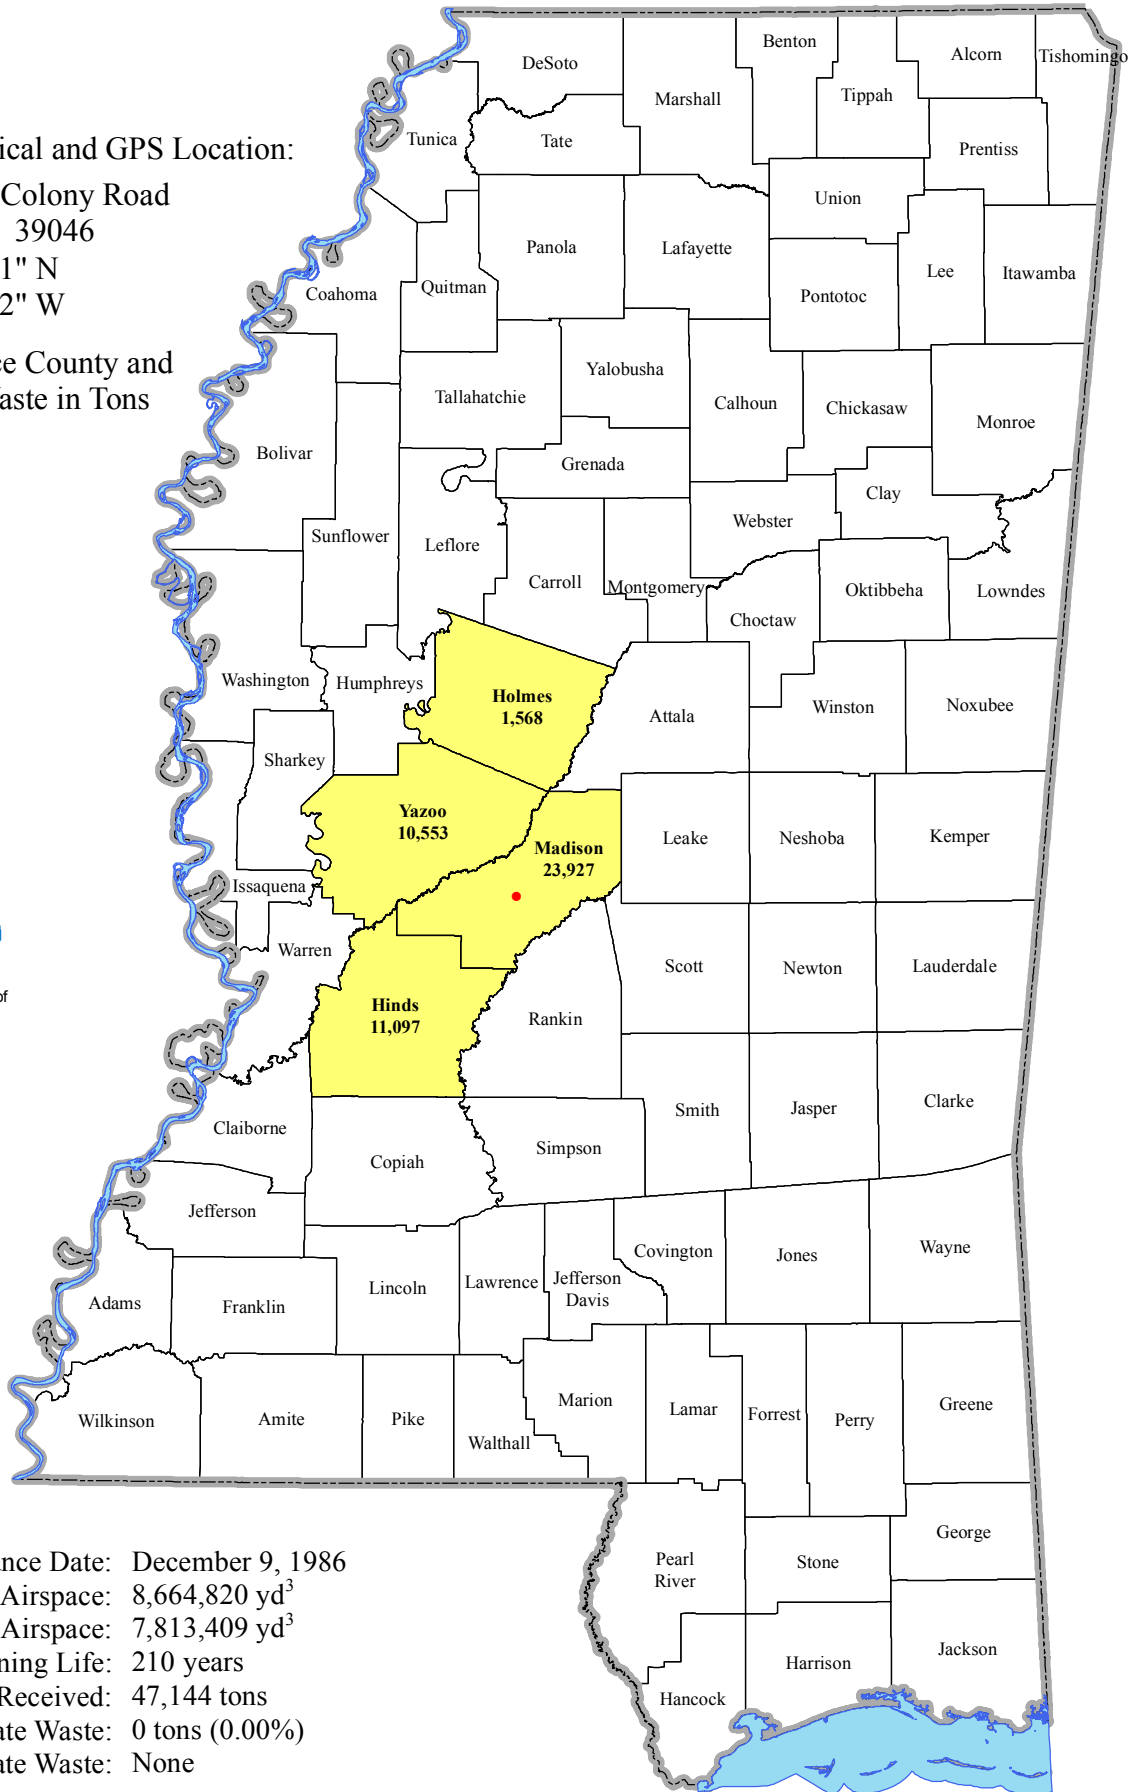 ical and GPS Location:
Colony Road
39046
1" N
2" W
ce County and
Waste in Tons
of
DeSoto
Benton
Alcorn
Tishomingo
Marshall
Tippah
Tunica
Tate
Prentiss
Union
Panola
Lafayette
Lee
Itawamba
Coahoma
Quitman
Pontotoc
Yalobusha
Tallahatchie
Calhoun
Chickasaw
Monroe
Bolivar
Grenada
Clay
Sunflower
Leflore
Webster
Carroll
Montgomery
Oktibbeha
Lowndes
Choctaw
Washington
Humphreys
Holmes
1,568
Attala
Winston
Noxubee
Sharkey
Yazoo
10,553
Madison
23,927
Leake
Neshoba
Kemper
Issaquena
Warren
Scott
Newton
Lauderdale
Hinds
11,097
Rankin
Smith
Jasper
Clarke
Claiborne
Copiah
Simpson
Jefferson
Covington
Jones
Wayne
Adams
Franklin
Lincoln
Lawrence
Jefferson
Davis
Wilkinson
Amite
Pike
Walthall
Marion
Lamar
Forrest
Perry
Greene
George
Pearl
River
Stone
Harrison
Jackson
Hancock
nce Date: December 9, 1986
Airspace: 8,664,820 yd³
Airspace: 7,813,409 yd³
ning Life: 210 years
Received: 47,144 tons
ate Waste: 0 tons (0.00%)
ate Waste: None